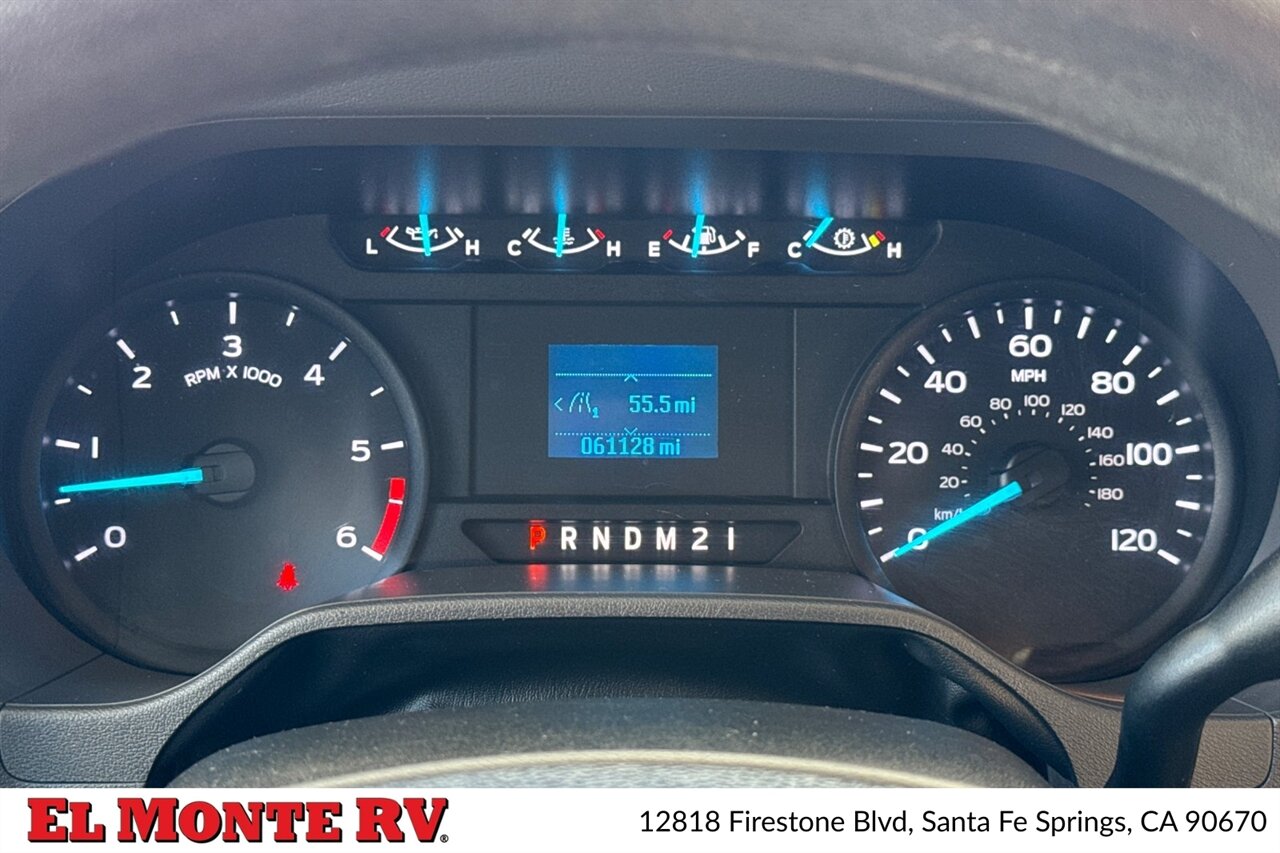 L H C H E F C H
0 1 2 3 4 5 6
RPM X 1000
55.5 mi
061128 mi
P R N D M 2 1
0 20 40 60 80 100 120
MPH
20 40 60 80 100 120 140 160 180
km/h
EL MONTE RV®
12818 Firestone Blvd, Santa Fe Springs, CA 90670